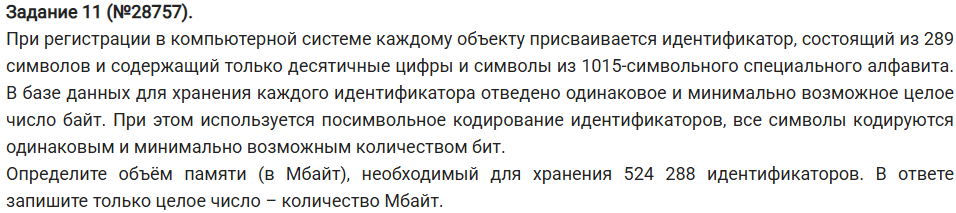 Задание 11 (№28757).
При регистрации в компьютерной системе каждому объекту присваивается идентификатор, состоящий из 289
символов и содержащий только десятичные цифры и символы из 1015-символьного специального алфавита.
В базе данных для хранения каждого идентификатора отведено одинаковое и минимально возможное целое
число байт. При этом используется посимвольное кодирование идентификаторов, все символы кодируются
одинаковым и минимально возможным количеством бит.
Определите объём памяти (в Мбайт), необходимый для хранения 524 288 идентификаторов. В ответе
запишите только целое число – количество Мбайт.